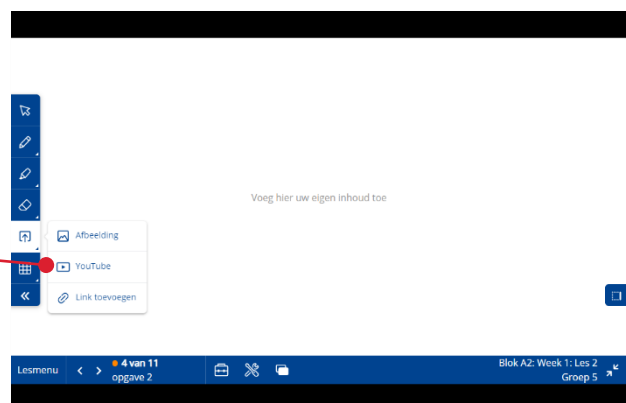 Voeg hier uw eigen inhoud toe
Afbeelding
YouTube
Link toevoegen
Lesmenu
4 van 11
opgave 2
Blok A2: Week 1: Les 2
Groep 5